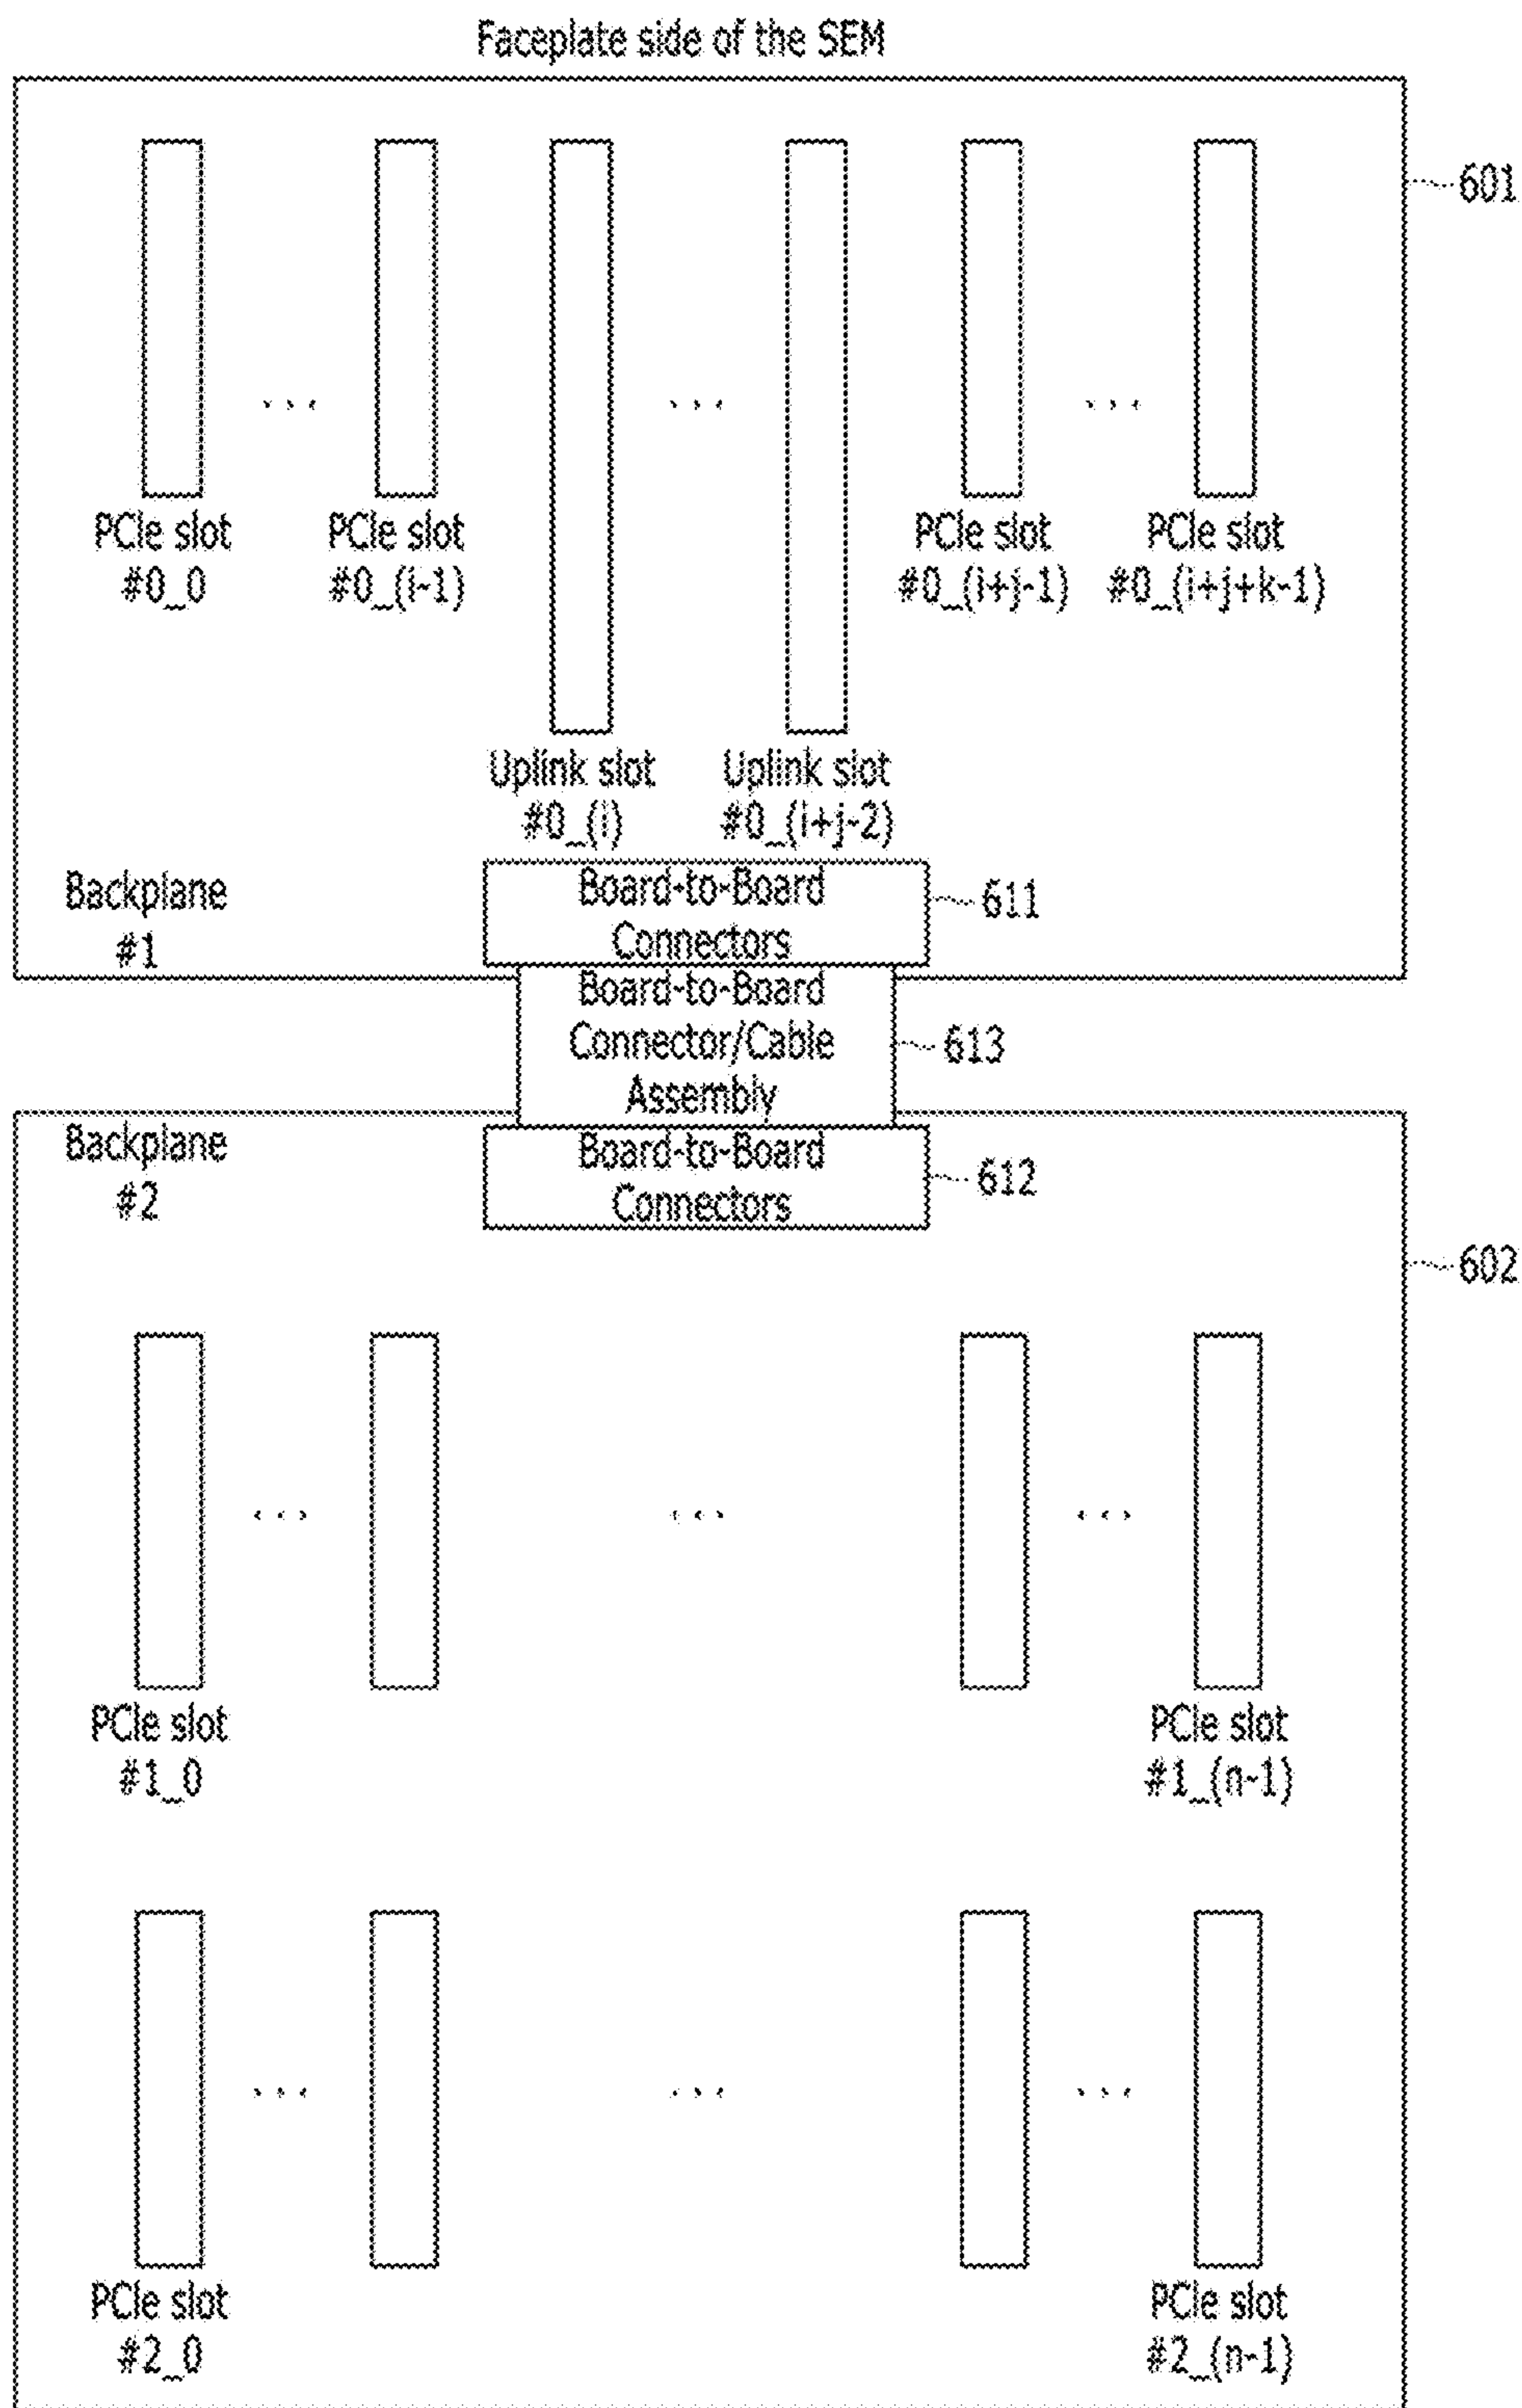 Faceplate side of the SEM
601
PCIe slot
#0_0
PCIe slot
#0_(i-1)
PCIe slot
#0_(i+j-1)
PCIe slot
#0_(i+j+k-1)
Uplink slot
#0_(i)
Uplink slot
#0_(i+j-2)
Backplane
#1
Board-to-Board
Connectors
611
Board-to-Board
Connector/Cable
Assembly
613
Backplane
#2
Board-to-Board
Connectors
612
602
PCIe slot
#1_0
PCIe slot
#1_(n-1)
PCIe slot
#2_0
PCIe slot
#2_(n-1)